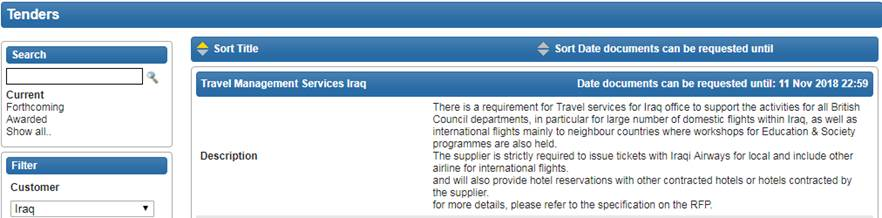 Tenders
Search
Current
Forthcoming
Awarded
Show all..
Filter
Customer
Iraq
Sort Title
Sort Date documents can be requested until
Travel Management Services Iraq
Date documents can be requested until: 11 Nov 2018 22:59
Description
There is a requirement for Travel services for Iraq office to support the activities for all British
Council departments, in particular for large number of domestic flights within Iraq, as well as
international flights mainly to neighbour countries where workshops for Education & Society
programmes are also held.
The supplier is strictly required to issue tickets with Iraqi Airways for local and include other
airline for international flights.
and will also provide hotel reservations with other contracted hotels or hotels contracted by
the supplier.
for more details, please refer to the specification on the RFP.